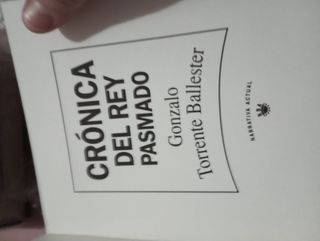 CRÓNICA
DEL REY
PASMADO
Gonzalo
Torrente Ballester
NARRATIVA ACTUAL